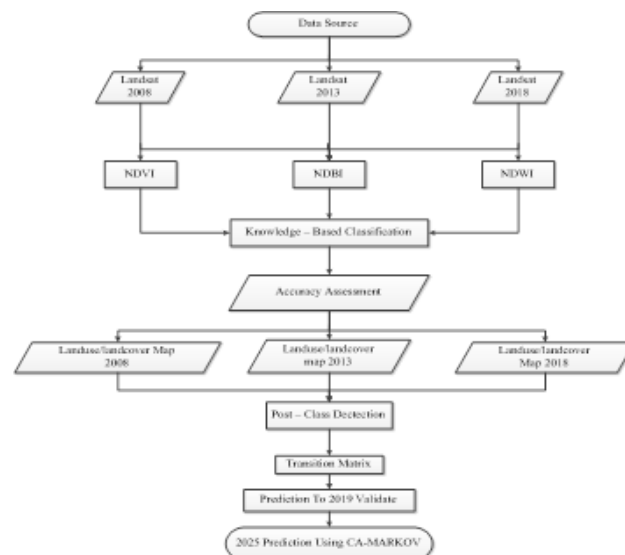 Data Source
Landsat
2008
Landsat
2013
Landsat
2018
NDVI
NDBI
NDWI
Knowledge – Based Classification
Accuracy Assessment
Landuse/landcover Map
2008
Landuse/landcover
map 2013
Landuse/landcover
Map 2018
Post – Class Dectection
Transition Matrix
Prediction To 2019 Validate
2025 Prediction Using CA-MARKOV